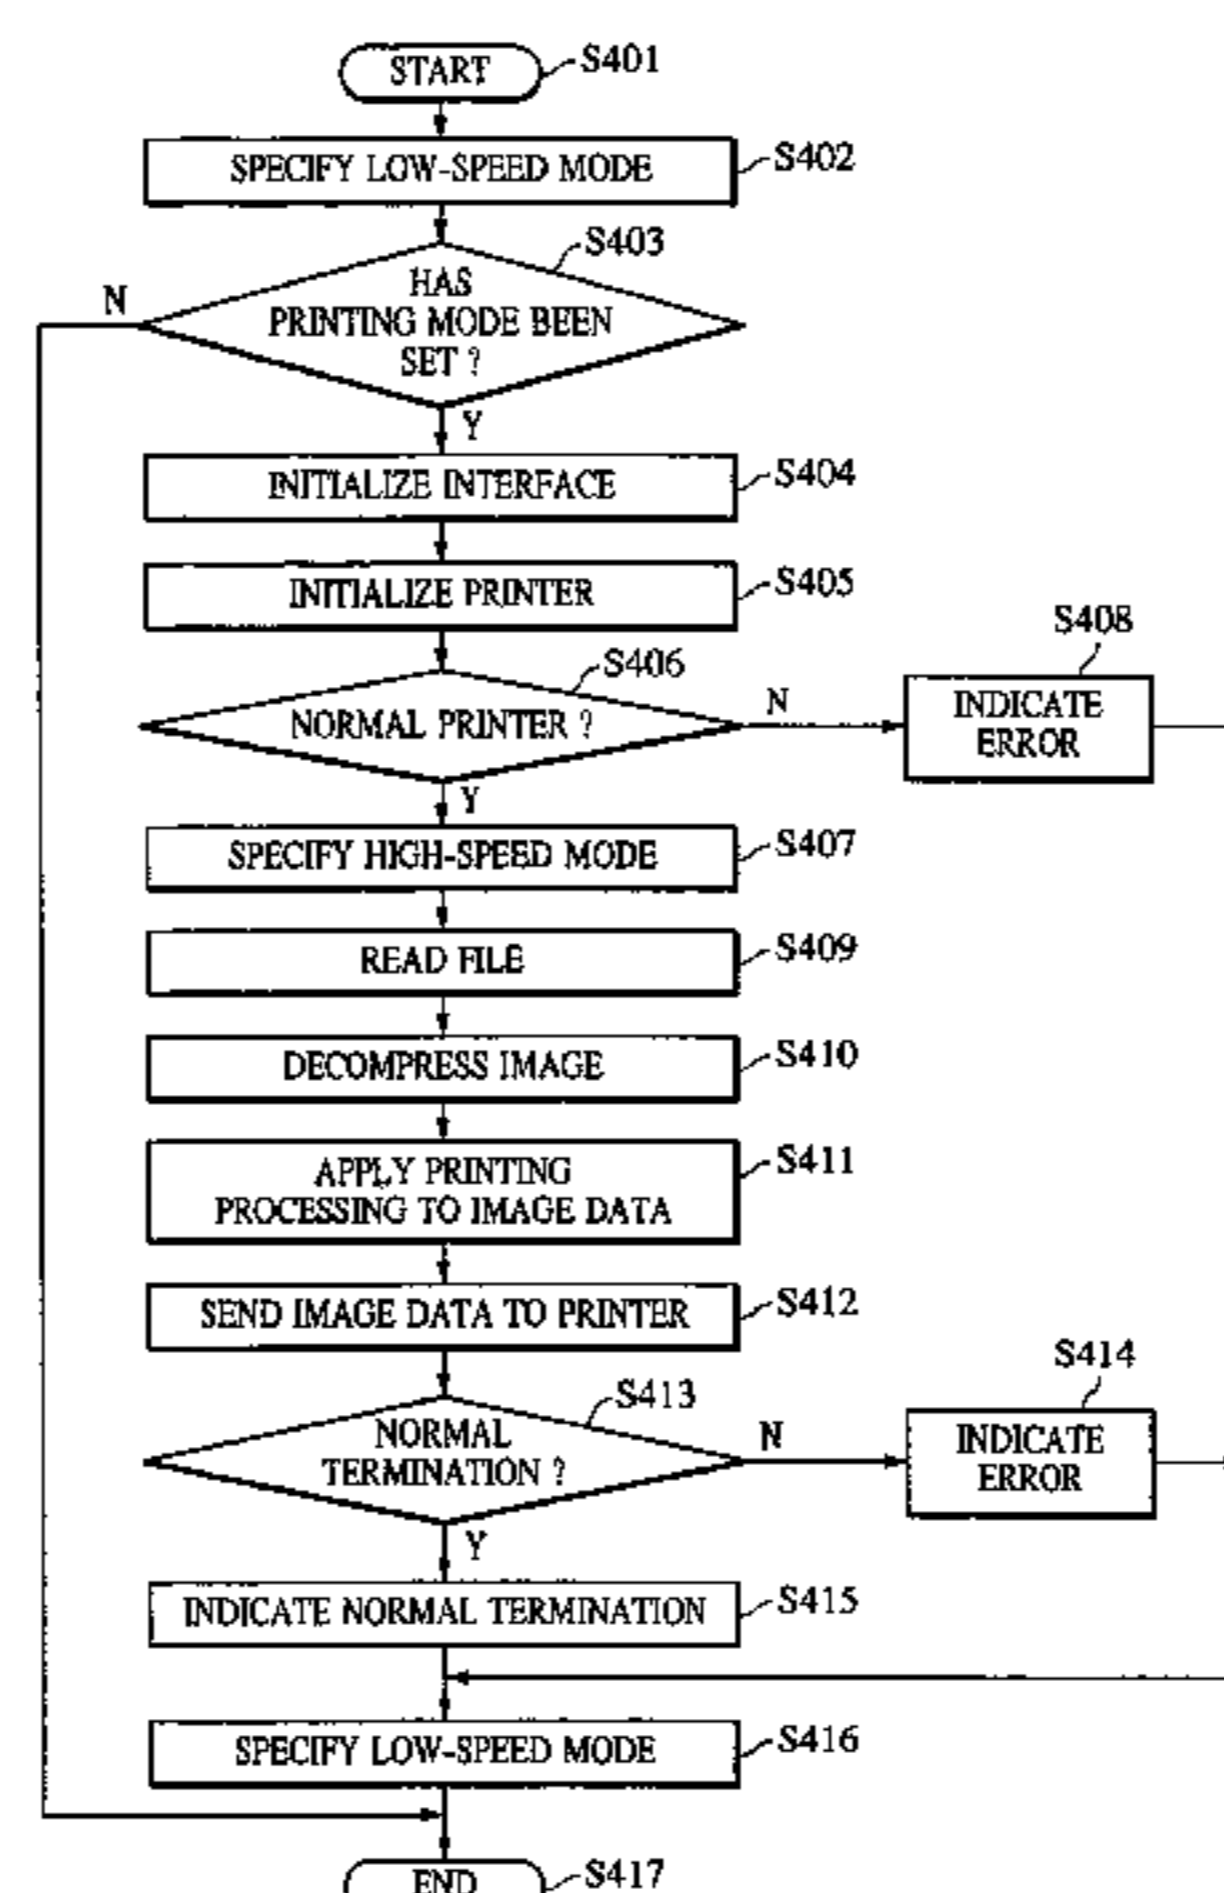 START
S401
SPECIFY LOW-SPEED MODE
S402
S403
HAS
PRINTING MODE BEEN
SET ?
N
Y
INITIALIZE INTERFACE
S404
INITIALIZE PRINTER
S405
S406
NORMAL PRINTER ?
N
S408
INDICATE
ERROR
Y
SPECIFY HIGH-SPEED MODE
S407
READ FILE
S409
DECOMPRESS IMAGE
S410
APPLY PRINTING
PROCESSING TO IMAGE DATA
S411
SEND IMAGE DATA TO PRINTER
S412
S413
NORMAL
TERMINATION ?
N
S414
INDICATE
ERROR
Y
INDICATE NORMAL TERMINATION
S415
SPECIFY LOW-SPEED MODE
S416
END
S417